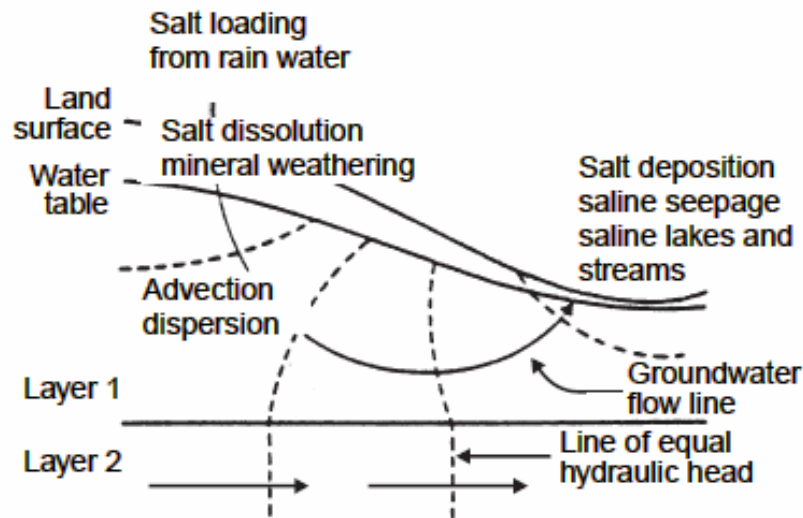 Salt loading
from rain water
Land
surface
Salt dissolution
mineral weathering
Water
table
Salt deposition
saline seepage
saline lakes and
streams
Advection
dispersion
Layer 1
Groundwater
flow line
Layer 2
Line of equal
hydraulic head